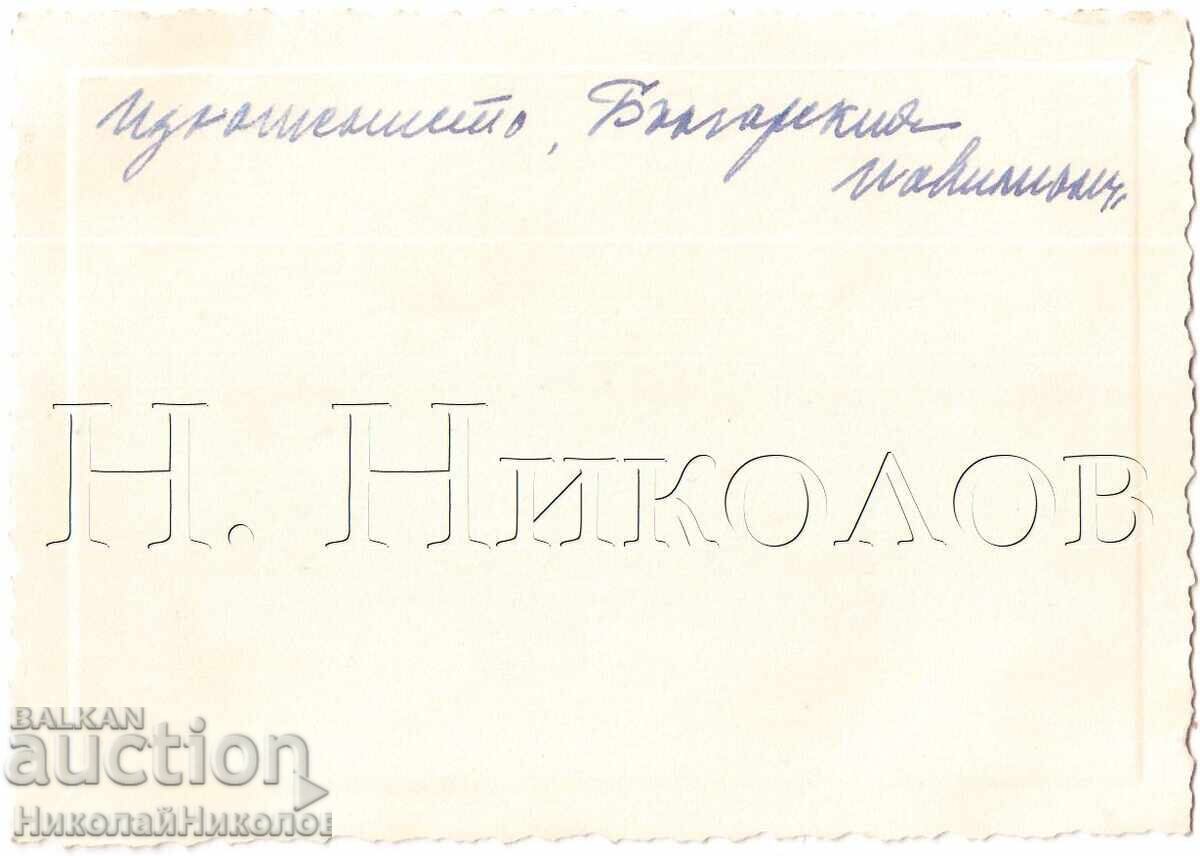 Изложението, Българския
павилион„
Н. Николов
BALKAN
auction
НиколайНиколов